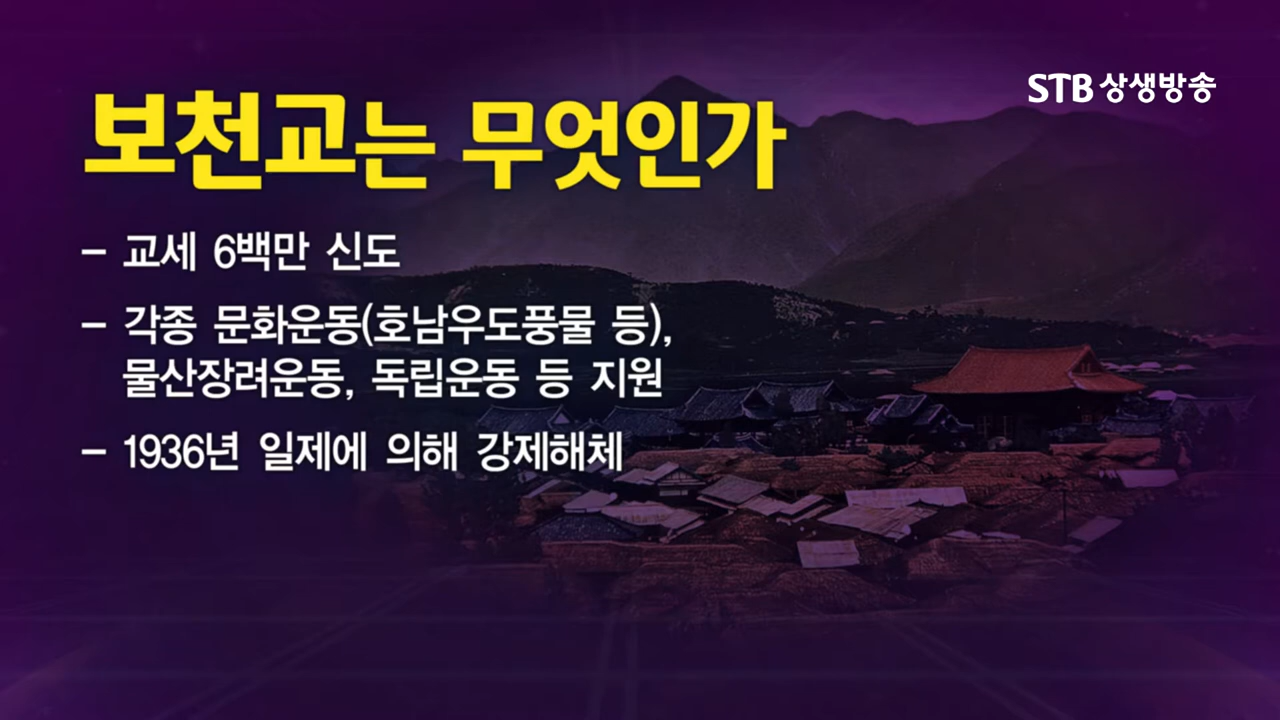 STB 상생방송
보천교는 무엇인가
– 교세 6백만 신도
– 각종 문화운동(호남우도풍물 등),
물산장려운동, 독립운동 등 지원
– 1936년 일제에 의해 강제해체